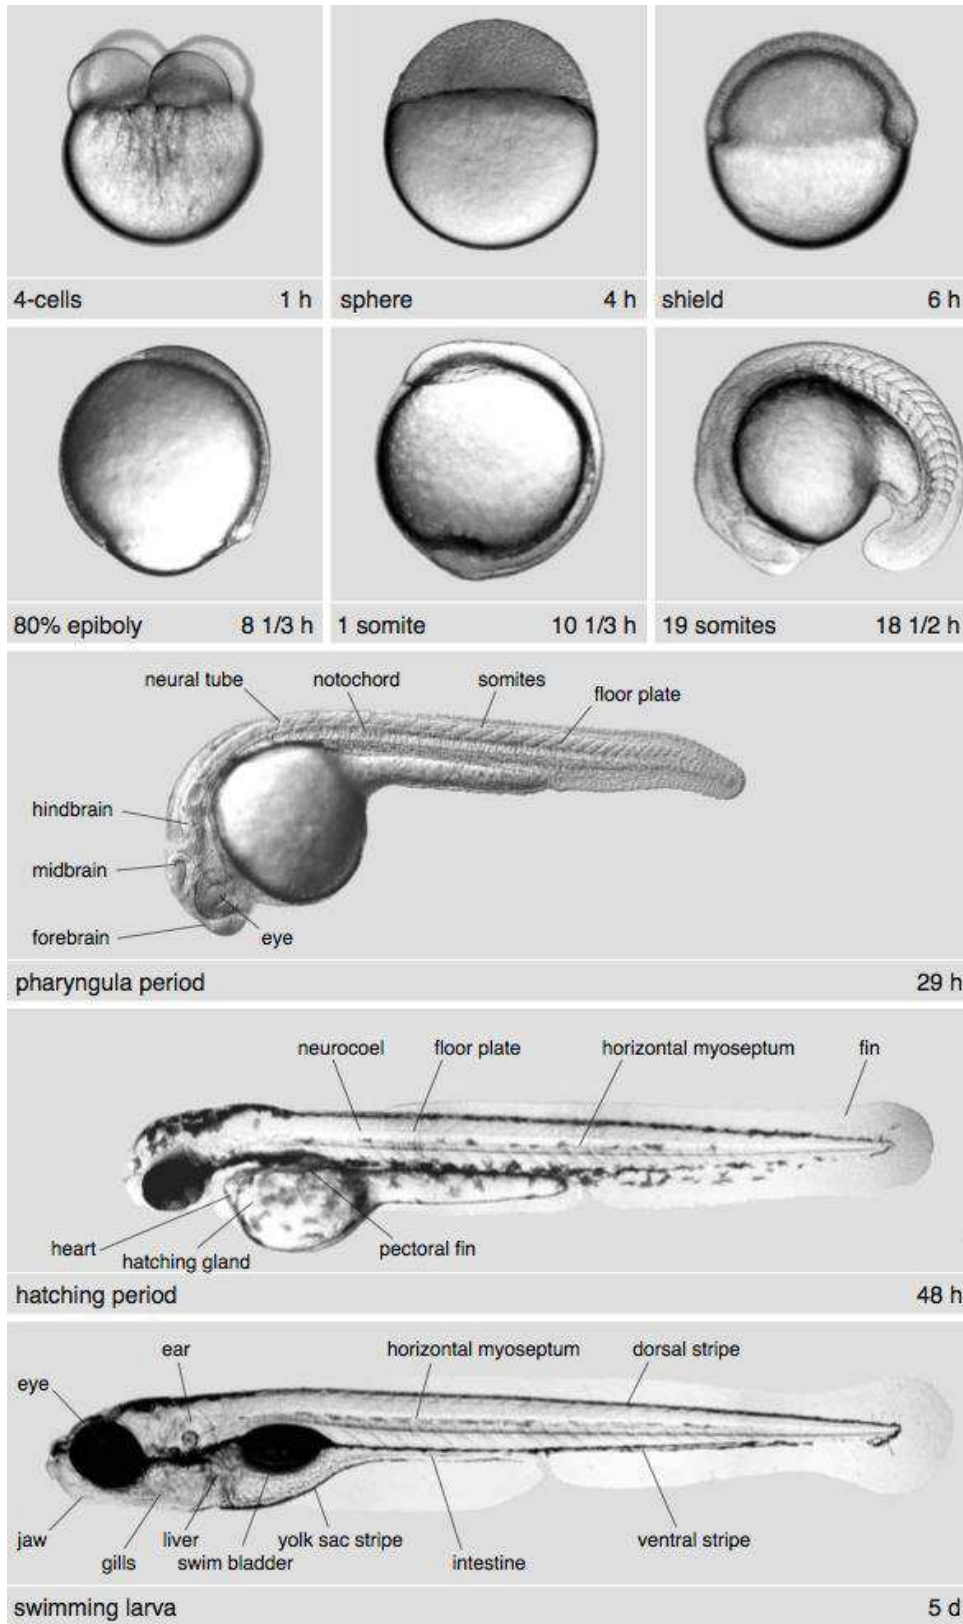 4-cells 1 h
sphere 4 h
shield 6 h
80% epiboly 8 1/3 h
1 somite 10 1/3 h
19 somites 18 1/2 h
neural tube
notochord
somites
floor plate
hindbrain
midbrain
forebrain
eye
pharyngula period 29 h
neurocoel
floor plate
horizontal myoseptum
fin
heart
hatching gland
pectoral fin
hatching period 48 h
ear
horizontal myoseptum
dorsal stripe
eye
jaw
gills
liver
swim bladder
yolk sac stripe
intestine
ventral stripe
swimming larva 5 d